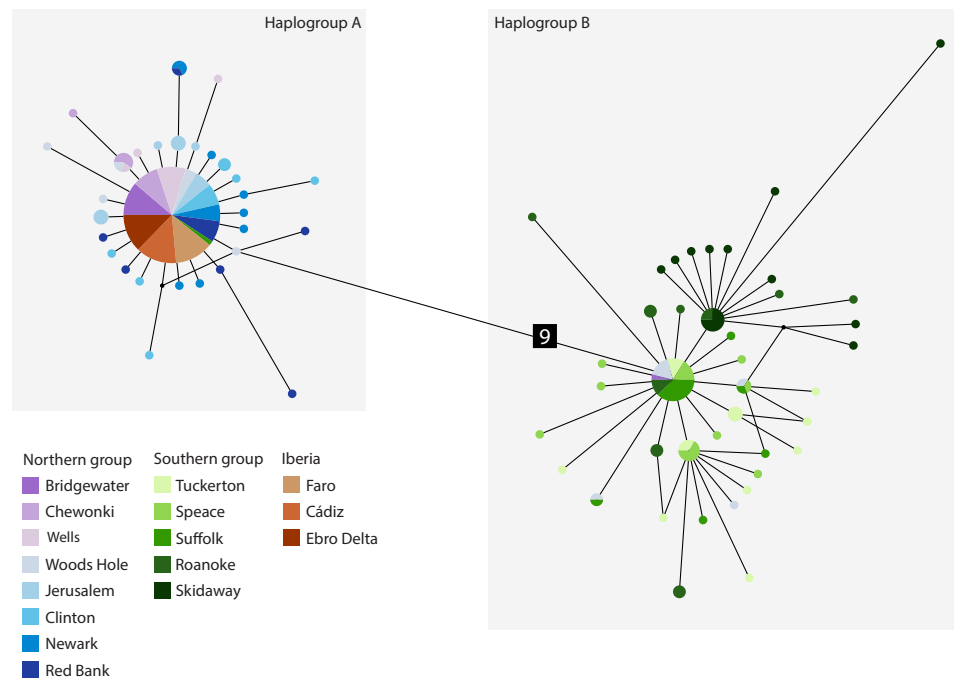 Haplogroup A
Haplogroup B
9
Northern group
Bridgewater
Chewonki
Wells
Woods Hole
Jerusalem
Clinton
Newark
Red Bank
Southern group
Tuckerton
Speace
Suffolk
Roanoke
Skidaway
Iberia
Faro
Cádiz
Ebro Delta